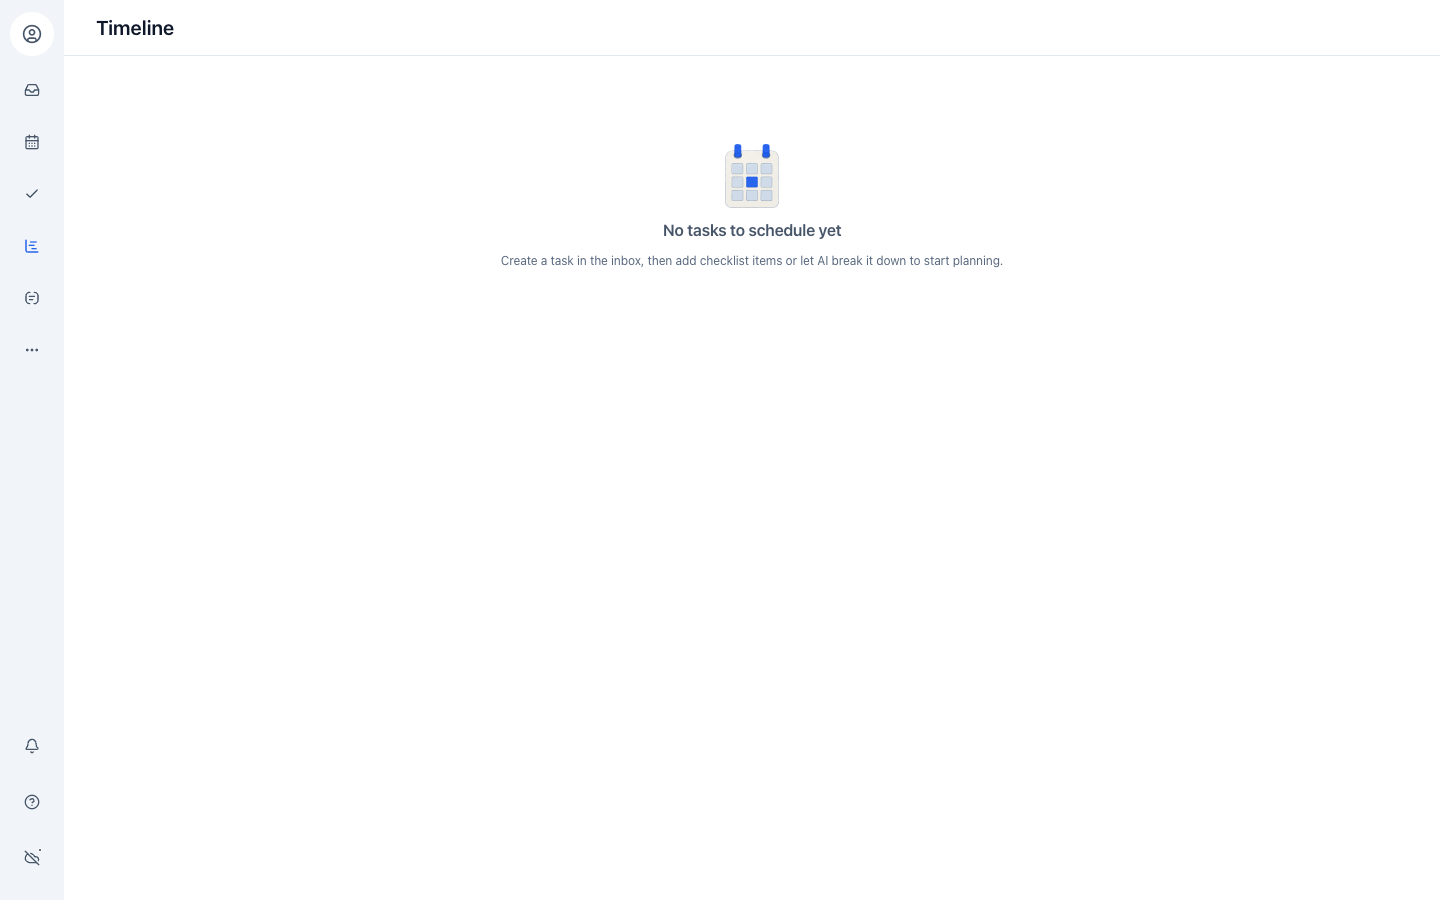 Timeline
No tasks to schedule yet
Create a task in the inbox, then add checklist items or let AI break it down to start planning.